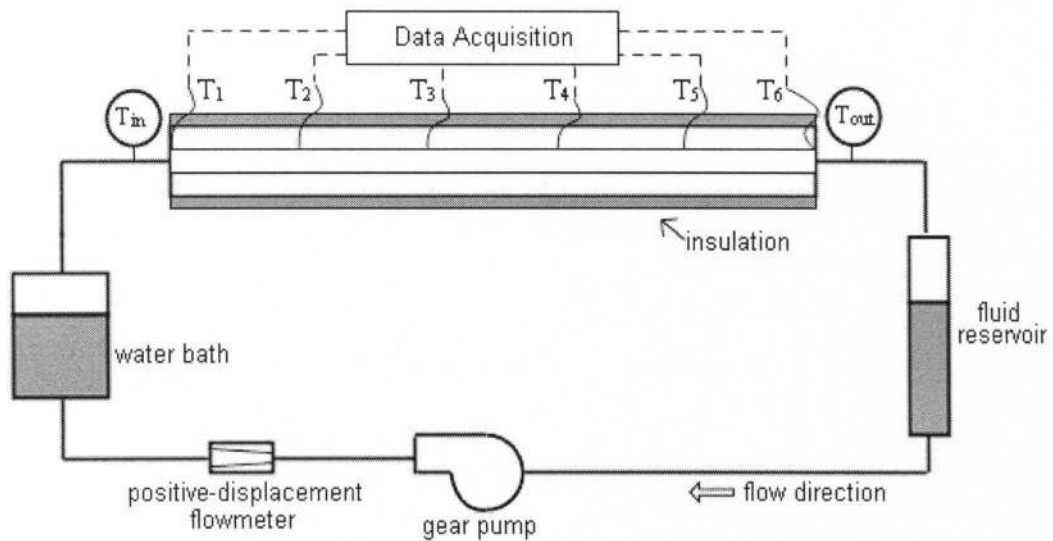 Data Acquisition
T1 T2 T3 T4 T5 T6
Tin
Tout
insulation
water bath
fluid
reservoir
positive-displacement
flowmeter
gear pump
flow direction